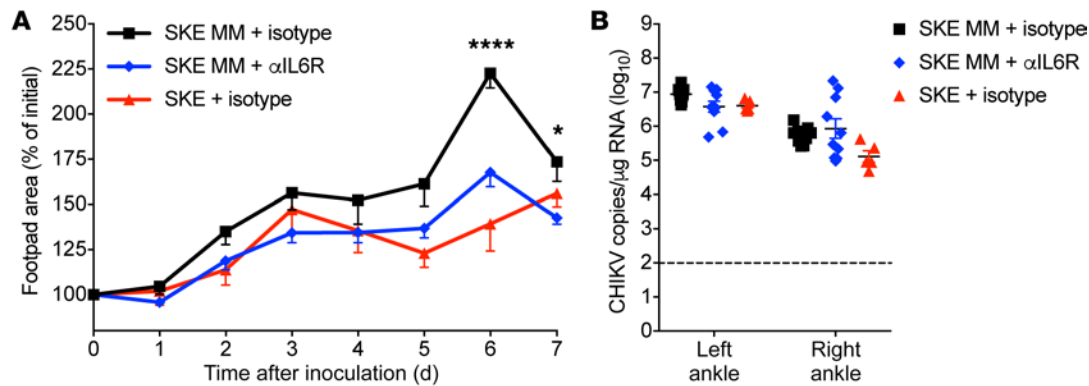 A
SKE MM + isotype
SKE MM + αIL6R
SKE + isotype
****
*
Footpad area (% of initial)
250
225
200
175
150
125
100
0 1 2 3 4 5 6 7
Time after inoculation (d)
B
SKE MM + isotype
SKE MM + αIL6R
SKE + isotype
CHIKV copies/µg RNA (log10)
9
8
7
6
5
4
3
2
1
0
Left ankle
Right ankle